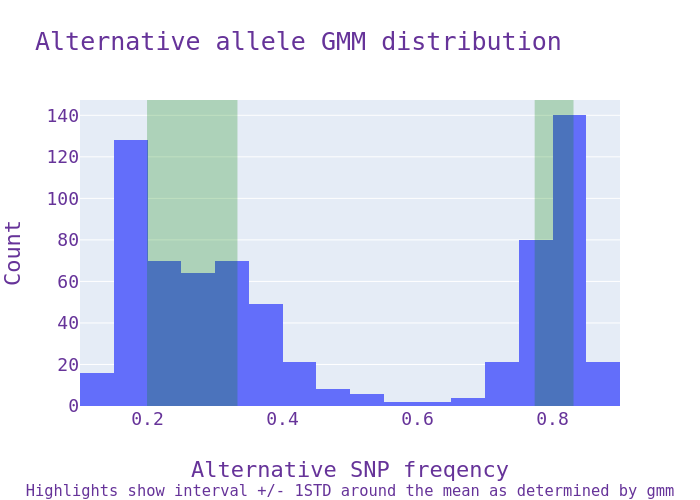 Alternative allele GMM distribution
140
120
100
80
60
40
20
0
Count
0.2 0.4 0.6 0.8
Alternative SNP freqency
Highlights show interval +/- 1STD around the mean as determined by gmm